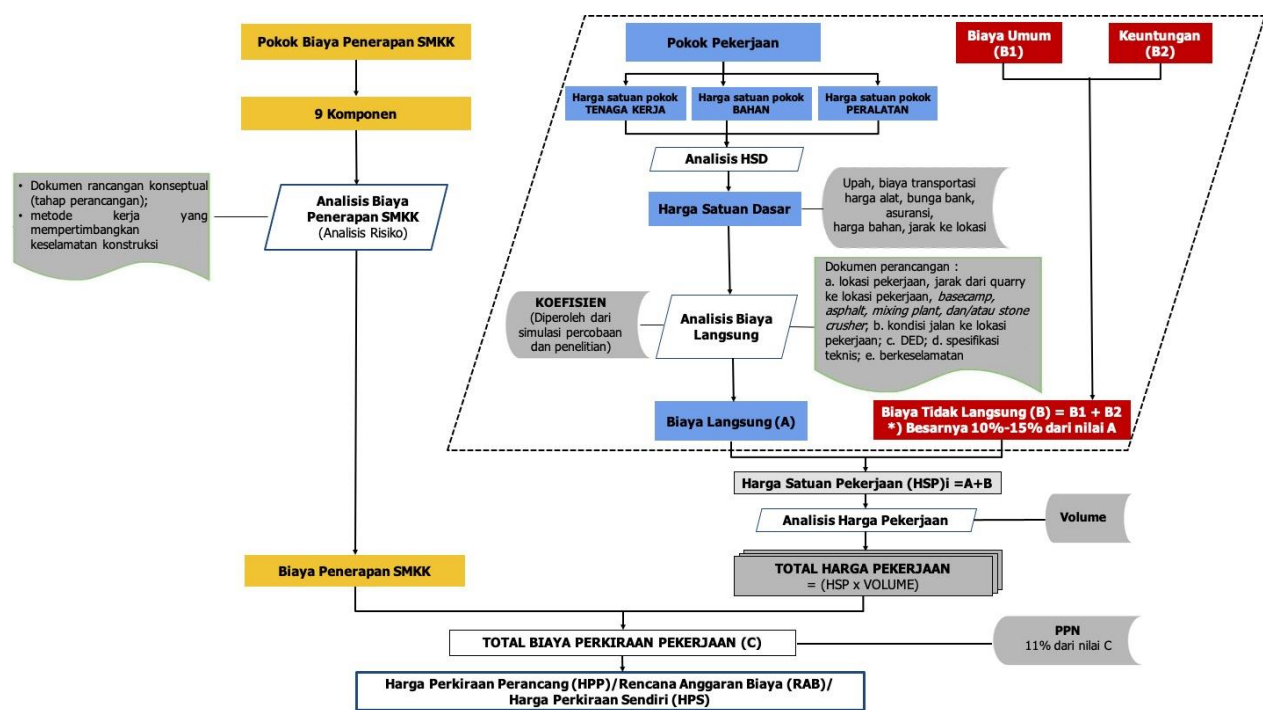 Pokok Biaya Penerapan SMKK
9 Komponen
• Dokumen rancangan konseptual
(tahap perancangan);
• metode kerja yang
mempertimbangkan
keselamatan konstruksi
Analisis Biaya
Penerapan SMKK
(Analisis Risiko)
Biaya Penerapan SMKK
Pokok Pekerjaan
Harga satuan pokok
TENAGA KERJA
Harga satuan pokok
BAHAN
Harga satuan pokok
PERALATAN
Analisis HSD
Harga Satuan Dasar
Upah, biaya transportasi
harga alat, bunga bank,
asuransi,
harga bahan, jarak ke lokasi
KOEFISIEN
(Diperoleh dari
simulasi percobaan
dan penelitian)
Analisis Biaya
Langsung
Dokumen perancangan :
a. lokasi pekerjaan, jarak dari quarry
ke lokasi pekerjaan, basecamp,
asphalt, mixing plant, dan/atau stone
crusher; b. kondisi jalan ke lokasi
pekerjaan; c. DED; d. spesifikasi
teknis; e. berkeselamatan
Biaya Langsung (A)
Biaya Umum
(B1)
Keuntungan
(B2)
Biaya Tidak Langsung (B) = B1 + B2
*) Besarnya 10%-15% dari nilai A
Harga Satuan Pekerjaan (HSP)i =A+B
Analisis Harga Pekerjaan
Volume
TOTAL HARGA PEKERJAAN
= (HSP x VOLUME)
TOTAL BIAYA PERKIRAAN PEKERJAAN (C)
PPN
11% dari nilai C
Harga Perkiraan Perancang (HPP)/Rencana Anggaran Biaya (RAB)/
Harga Perkiraan Sendiri (HPS)